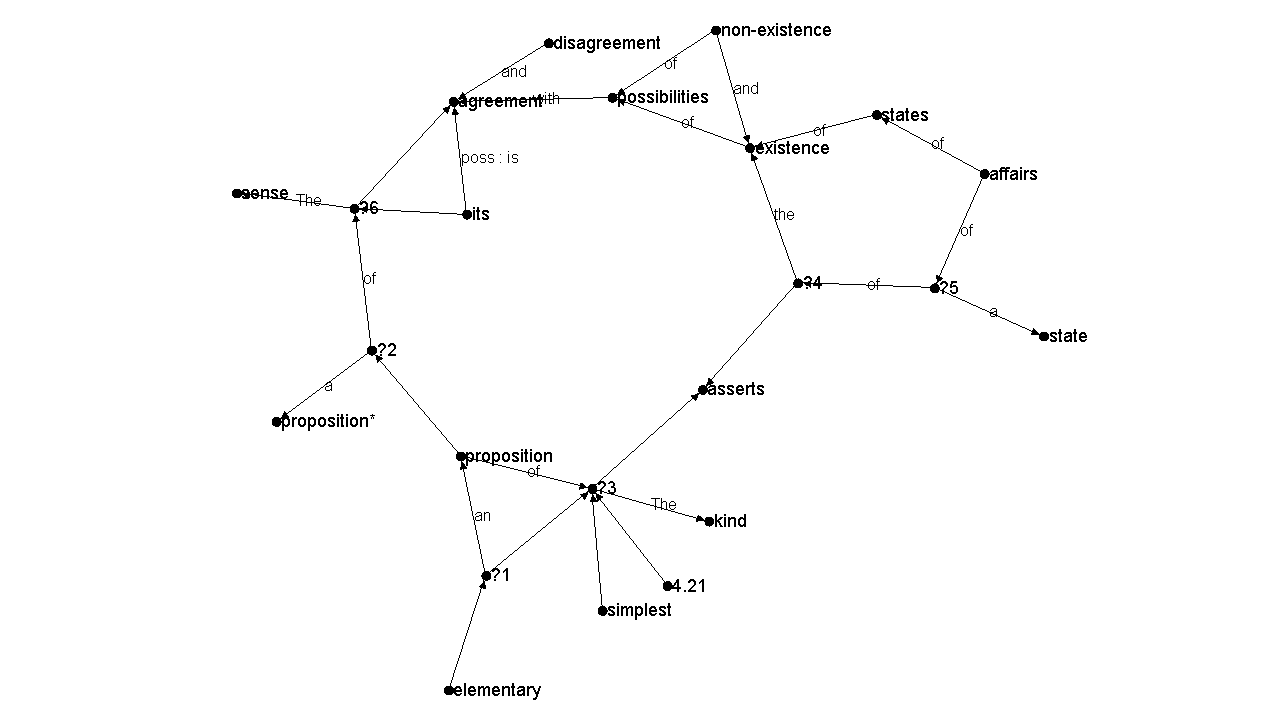 non-existence
disagreement
of
and
and
agreement
with
possibilities
states
of
of
existence
of
poss : is
affairs
sense
The
?6
its
the
of
of
?4
of
?5
a
state
?2
a
asserts
proposition*
proposition
of
?3
The
an
kind
?1
4.21
simplest
elementary